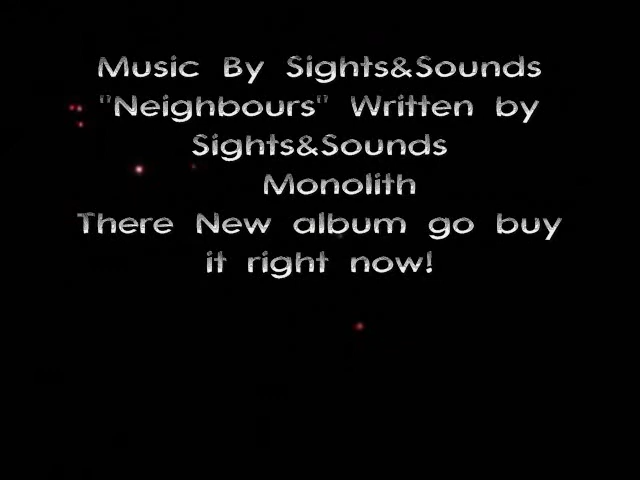 Music By Sights&Sounds
"Neighbours" Written by
Sights&Sounds
Monolith
There New album go buy
it right now!